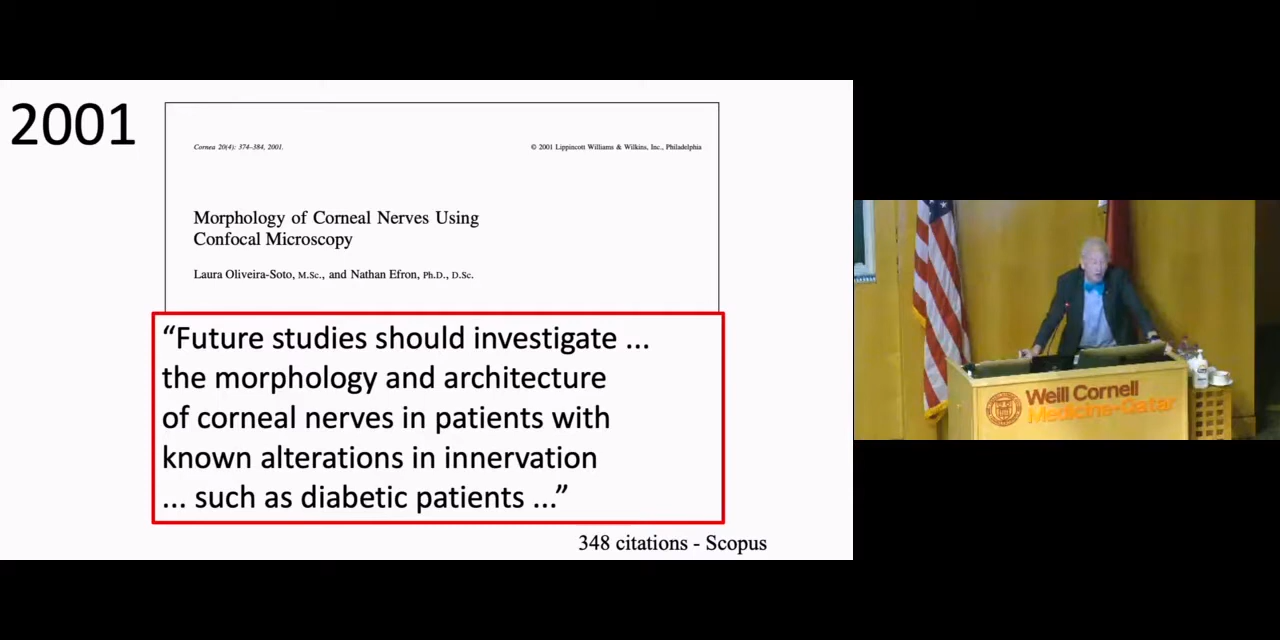 2001
Cornea 20(4): 374–384, 2001.
© 2001 Lippincott Williams & Wilkins, Inc., Philadelphia
Morphology of Corneal Nerves Using
Confocal Microscopy
Laura Oliveira-Soto, M.Sc., and Nathan Efron, Ph.D., D.Sc.
“Future studies should investigate ...
the morphology and architecture
of corneal nerves in patients with
known alterations in innervation
... such as diabetic patients ...”
348 citations - Scopus
Weill Cornell
Medicine-Qatar